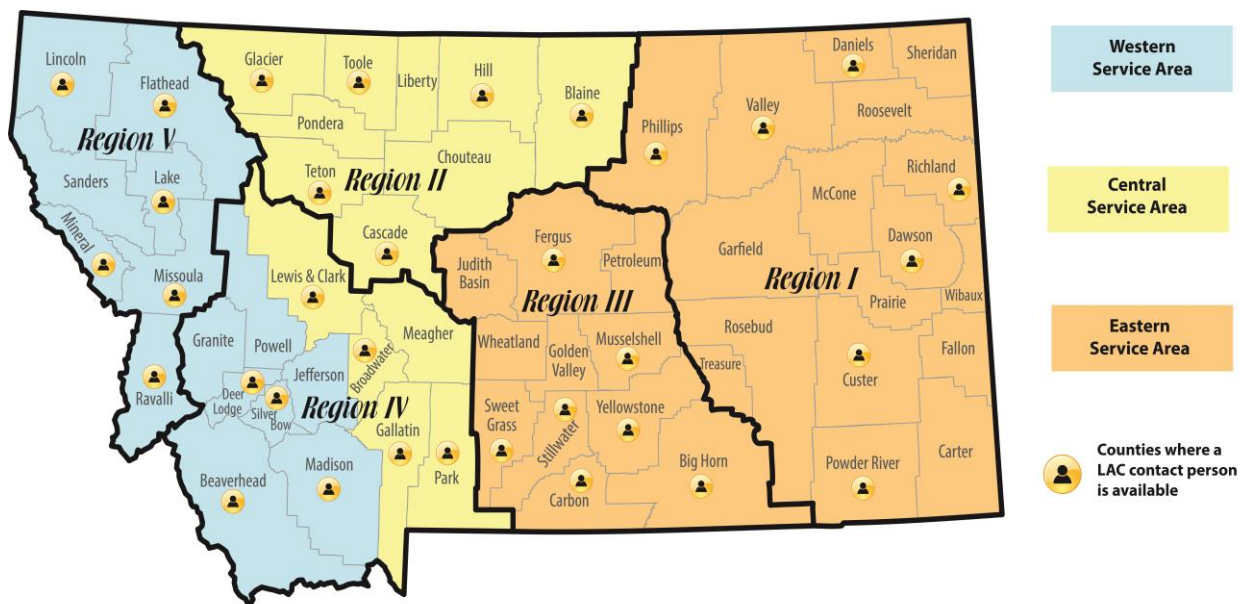 Lincoln
Flathead
Region V
Sanders
Lake
Mineral
Missoula
Ravalli
Glacier
Toole
Liberty
Hill
Blaine
Pondera
Chouteau
Teton
Region II
Cascade
Lewis & Clark
Meagher
Granite
Powell
Jefferson
Broadwater
Deer
Lodge
Silver
Bow
Region IV
Gallatin
Park
Beaverhead
Madison
Fergus
Judith
Basin
Petroleum
Region III
Wheatland
Golden
Valley
Musselshell
Sweet
Grass
Stillwater
Yellowstone
Carbon
Big Horn
Daniels
Sheridan
Valley
Phillips
Roosevelt
Richland
McCone
Garfield
Dawson
Region I
Prairie
Wibaux
Rosebud
Treasure
Custer
Fallon
Powder River
Carter
Western
Service Area
Central
Service Area
Eastern
Service Area
Counties where a
LAC contact person
is available